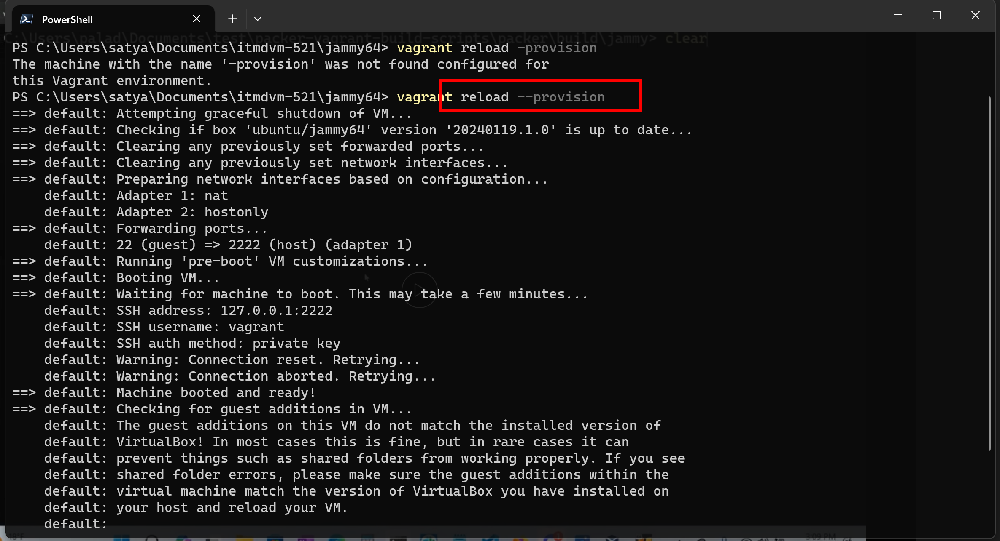 PowerShell
C:\Users\palad\Documents\test\packer-vagrant-build-scripts\packer\build\jammy> clear
PS C:\Users\satya\Documents\itmdvm-521\jammy64> vagrant reload -provision
The machine with the name '-provision' was not found configured for
this Vagrant environment.
PS C:\Users\satya\Documents\itmdvm-521\jammy64> vagrant reload --provision
==> default: Attempting graceful shutdown of VM...
==> default: Checking if box 'ubuntu/jammy64' version '20240119.1.0' is up to date...
==> default: Clearing any previously set forwarded ports...
==> default: Clearing any previously set network interfaces...
==> default: Preparing network interfaces based on configuration...
default: Adapter 1: nat
default: Adapter 2: hostonly
==> default: Forwarding ports...
default: 22 (guest) => 2222 (host) (adapter 1)
==> default: Running 'pre-boot' VM customizations...
==> default: Booting VM...
==> default: Waiting for machine to boot. This may take a few minutes...
default: SSH address: 127.0.0.1:2222
default: SSH username: vagrant
default: SSH auth method: private key
default: Warning: Connection reset. Retrying...
default: Warning: Connection aborted. Retrying...
==> default: Machine booted and ready!
==> default: Checking for guest additions in VM...
default: The guest additions on this VM do not match the installed version of
default: VirtualBox! In most cases this is fine, but in rare cases it can
default: prevent things such as shared folders from working properly. If you see
default: shared folder errors, please make sure the guest additions within the
default: virtual machine match the version of VirtualBox you have installed on
default: your host and reload your VM.
default:
18°F
3:09 PM